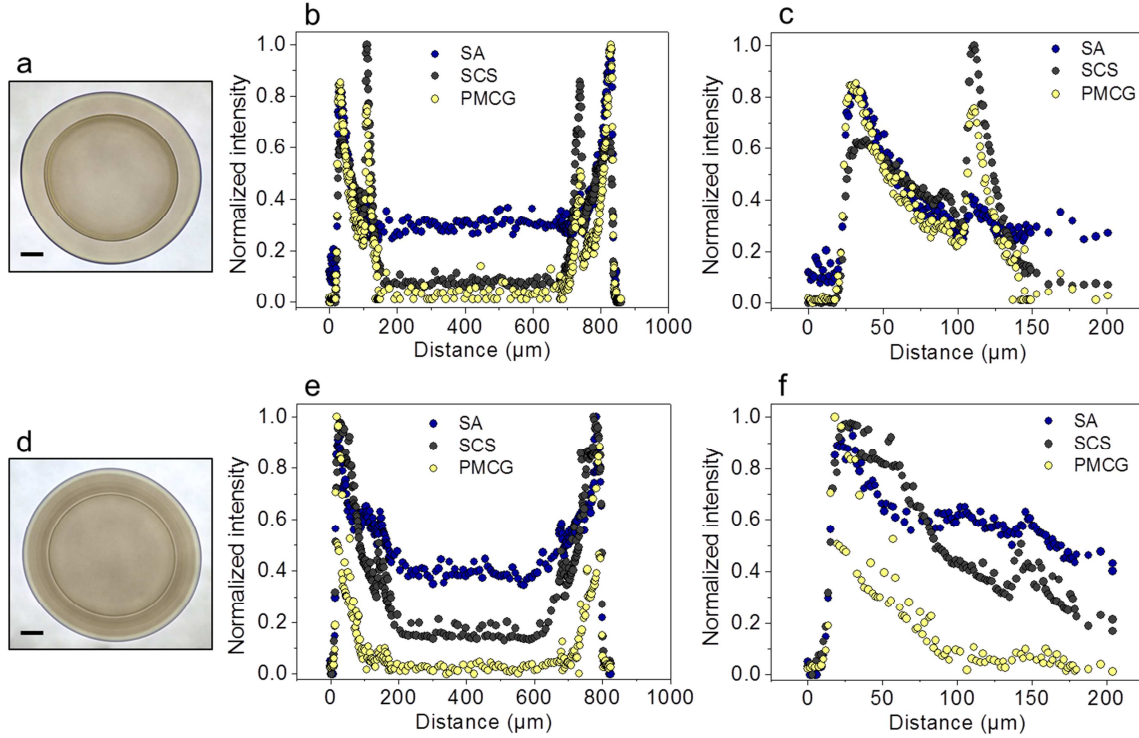 a
b
Normalized intensity
1.0
0.8
0.6
0.4
0.2
0.0
SA
SCS
PMCG
0 200 400 600 800 1000
Distance (µm)
c
Normalized intensity
1.0
0.8
0.6
0.4
0.2
0.0
SA
SCS
PMCG
0 50 100 150 200
Distance (µm)
d
e
Normalized intensity
1.0
0.8
0.6
0.4
0.2
0.0
SA
SCS
PMCG
0 200 400 600 800 1000
Distance (µm)
f
Normalized intensity
1.0
0.8
0.6
0.4
0.2
0.0
SA
SCS
PMCG
0 50 100 150 200
Distance (µm)